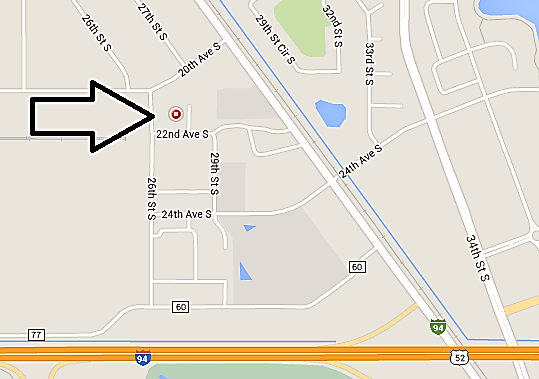 26th St S
27th St S
20th Ave S
29th St Cir S
32nd St S
33rd St S
22nd Ave S
29th St S
24th Ave S
26th St S
24th Ave S
34th St S
60
60
77
94
94
52